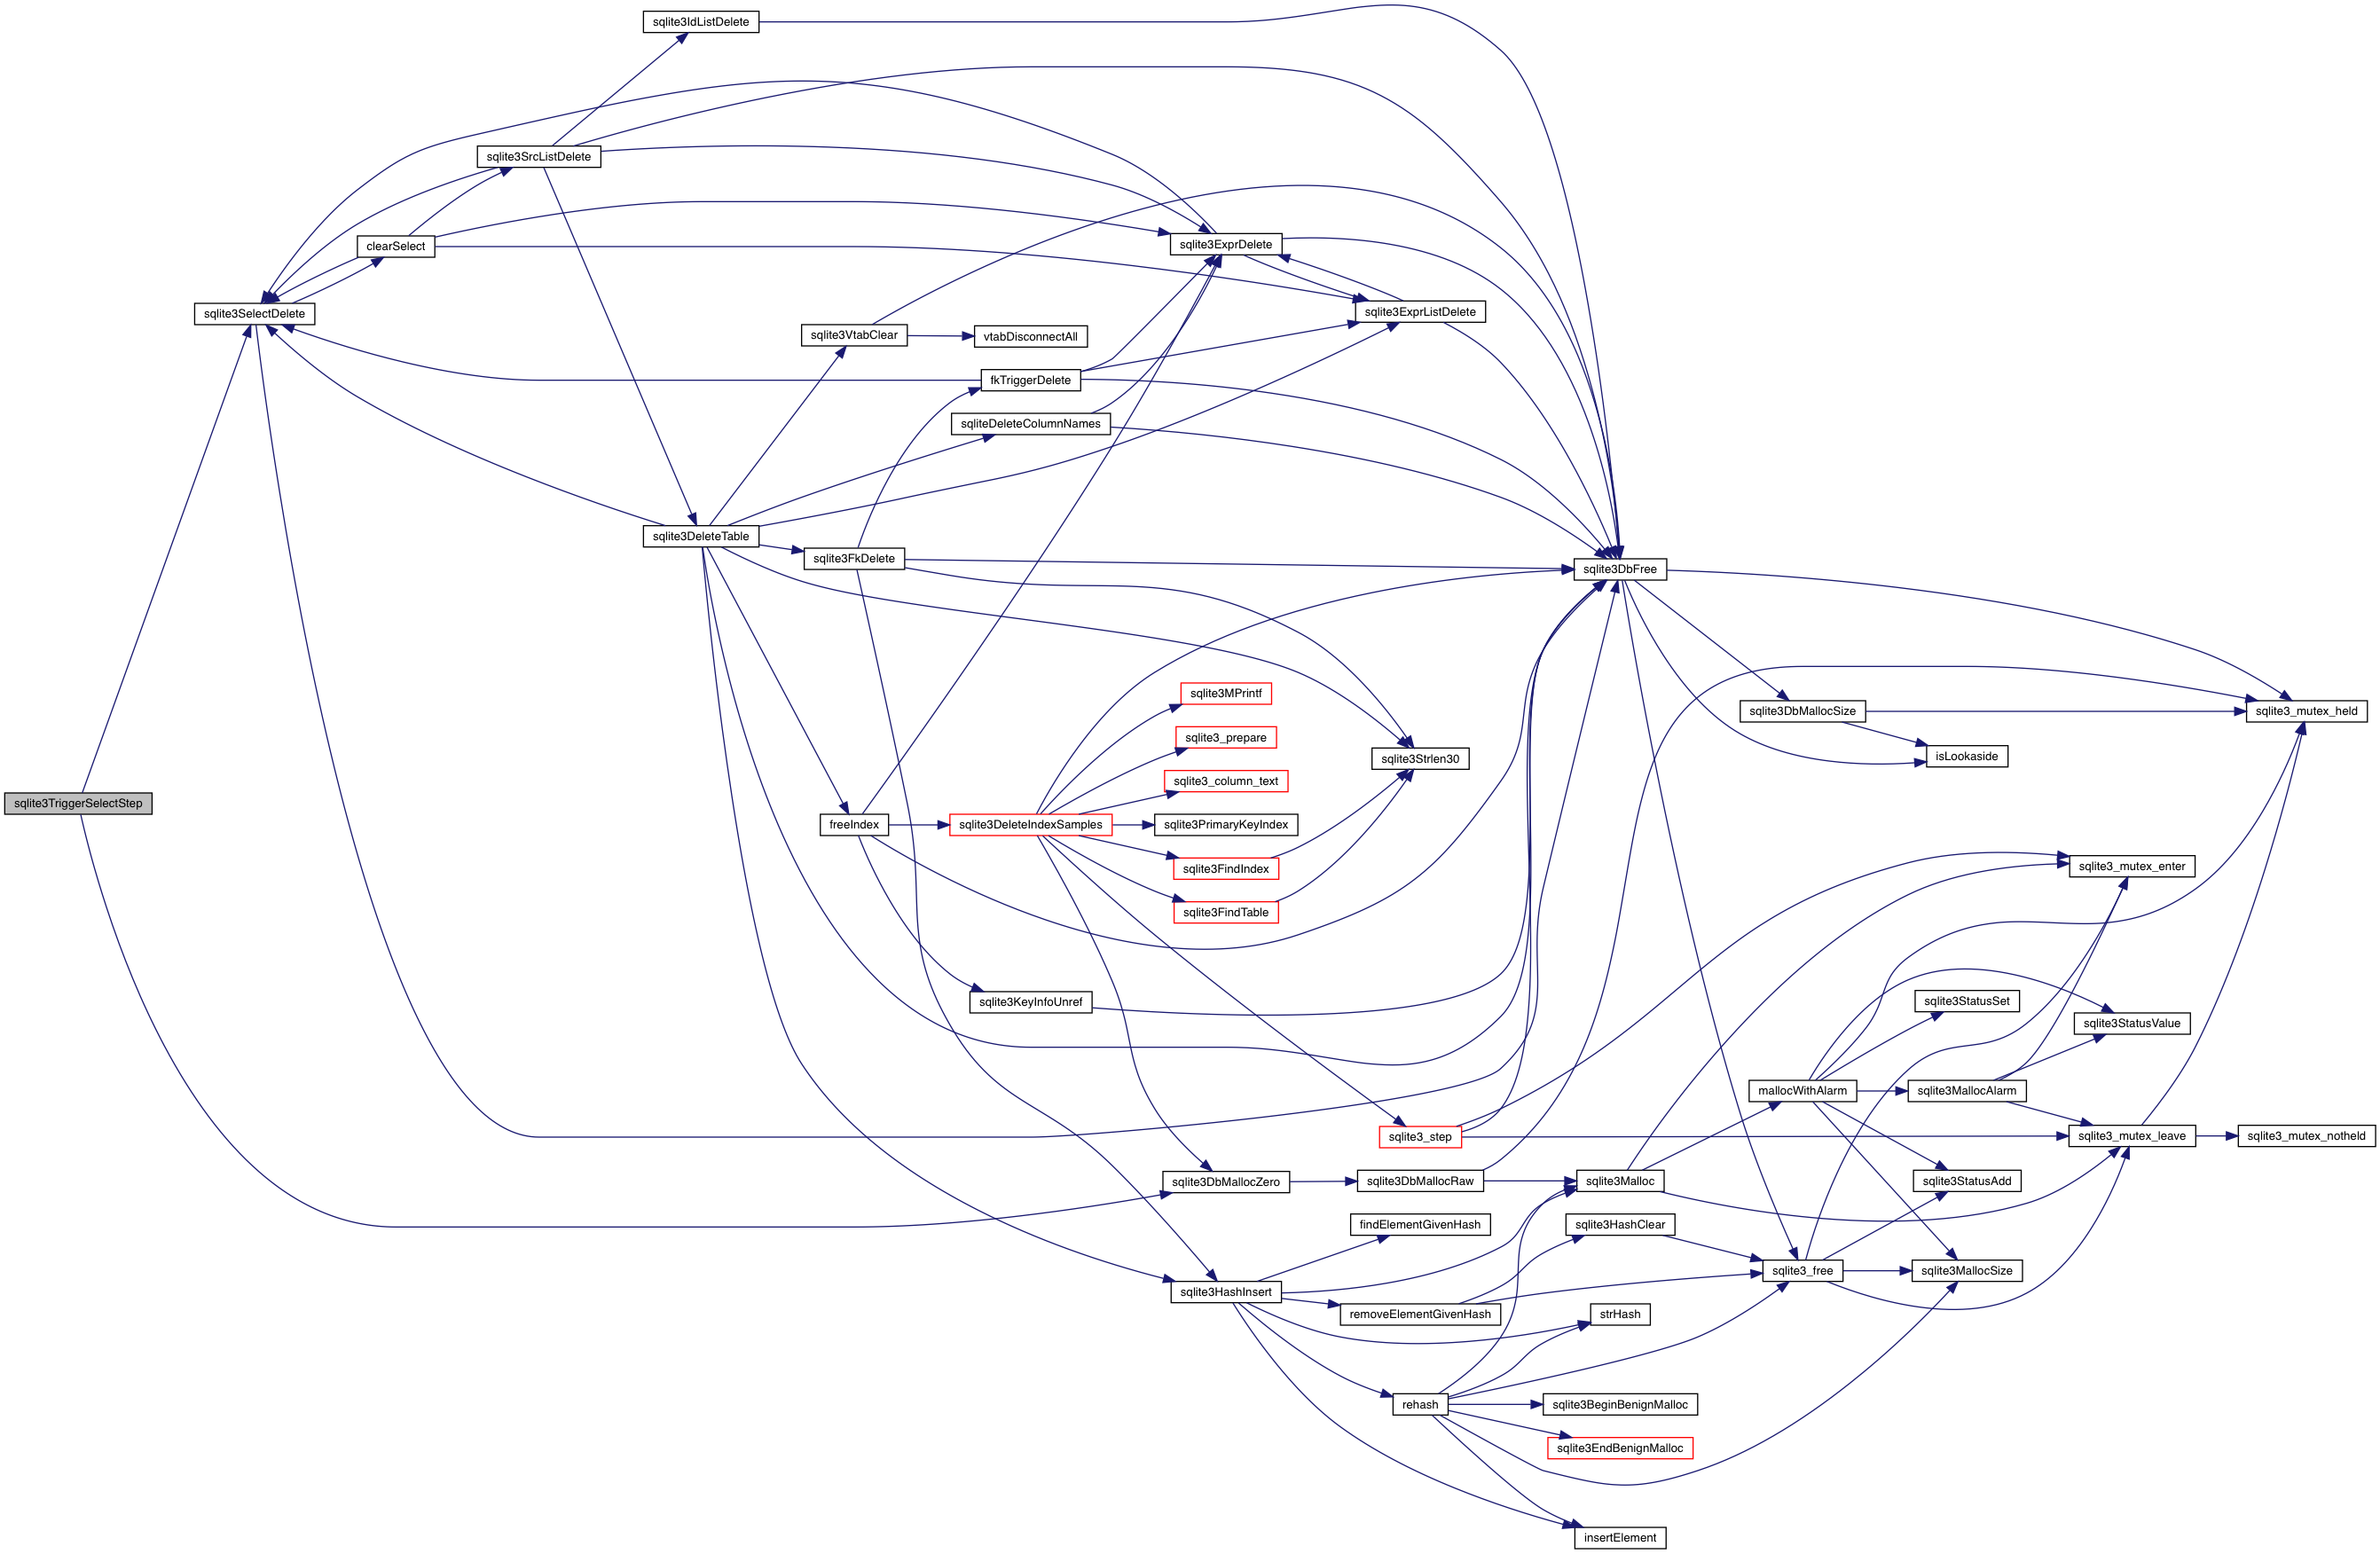 sqlite3IdListDelete
sqlite3SrcListDelete
clearSelect
sqlite3ExprDelete
sqlite3SelectDelete
sqlite3ExprListDelete
sqlite3VtabClear
vtabDisconnectAll
fkTriggerDelete
sqliteDeleteColumnNames
sqlite3DeleteTable
sqlite3FkDelete
sqlite3DbFree
sqlite3MPrintf
sqlite3DbMallocSize
sqlite3_mutex_held
sqlite3_prepare
sqlite3Strlen30
isLookaside
sqlite3_column_text
sqlite3TriggerSelectStep
freeIndex
sqlite3DeleteIndexSamples
sqlite3PrimaryKeyIndex
sqlite3FindIndex
sqlite3_mutex_enter
sqlite3FindTable
sqlite3KeyInfoUnref
sqlite3StatusSet
sqlite3StatusValue
mallocWithAlarm
sqlite3MallocAlarm
sqlite3_step
sqlite3_mutex_leave
sqlite3_mutex_notheld
sqlite3DbMallocZero
sqlite3DbMallocRaw
sqlite3Malloc
sqlite3StatusAdd
findElementGivenHash
sqlite3HashClear
sqlite3_free
sqlite3MallocSize
sqlite3HashInsert
removeElementGivenHash
strHash
rehash
sqlite3BeginBenignMalloc
sqlite3EndBenignMalloc
insertElement